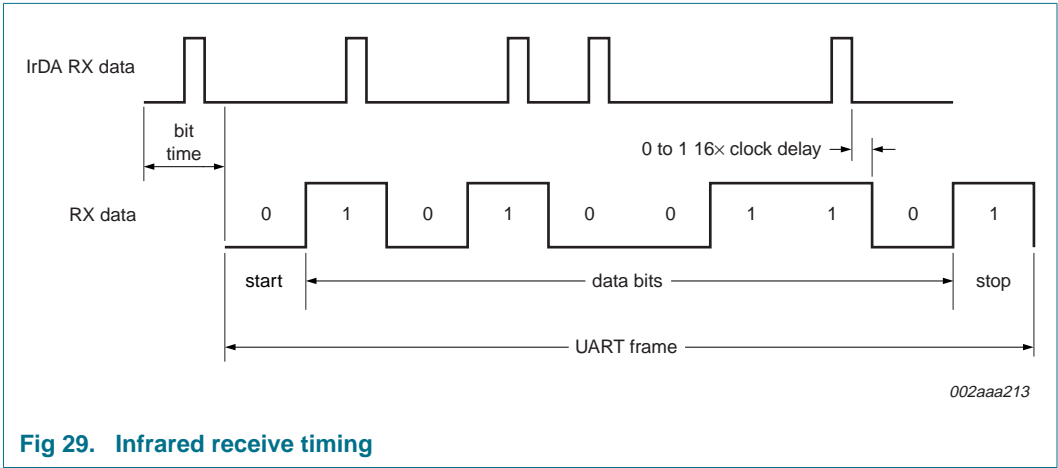 IrDA RX data
bit
time
0 to 1 16× clock delay
RX data
0 1 0 1 0 0 1 1 0 1
start data bits stop
UART frame
002aaa213
Fig 29. Infrared receive timing